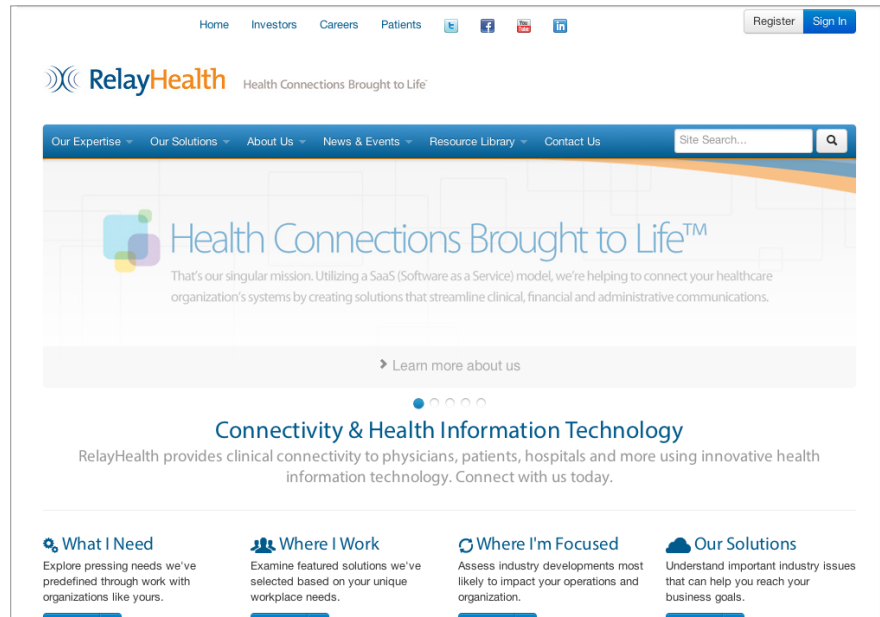 Home Investors Careers Patients
Register Sign In
RelayHealth Health Connections Brought to Life™
Our Expertise Our Solutions About Us News & Events Resource Library Contact Us Site Search...
Health Connections Brought to Life™
That's our singular mission. Utilizing a SaaS (Software as a Service) model, we're helping to connect your healthcare
organization's systems by creating solutions that streamline clinical, financial and administrative communications.
Learn more about us
Connectivity & Health Information Technology
RelayHealth provides clinical connectivity to physicians, patients, hospitals and more using innovative health
information technology. Connect with us today.
What I Need
Explore pressing needs we've
predefined through work with
organizations like yours.
Where I Work
Examine featured solutions we've
selected based on your unique
workplace needs.
Where I'm Focused
Assess industry developments most
likely to impact your operations and
organization.
Our Solutions
Understand important industry issues
that can help you reach your
business goals.